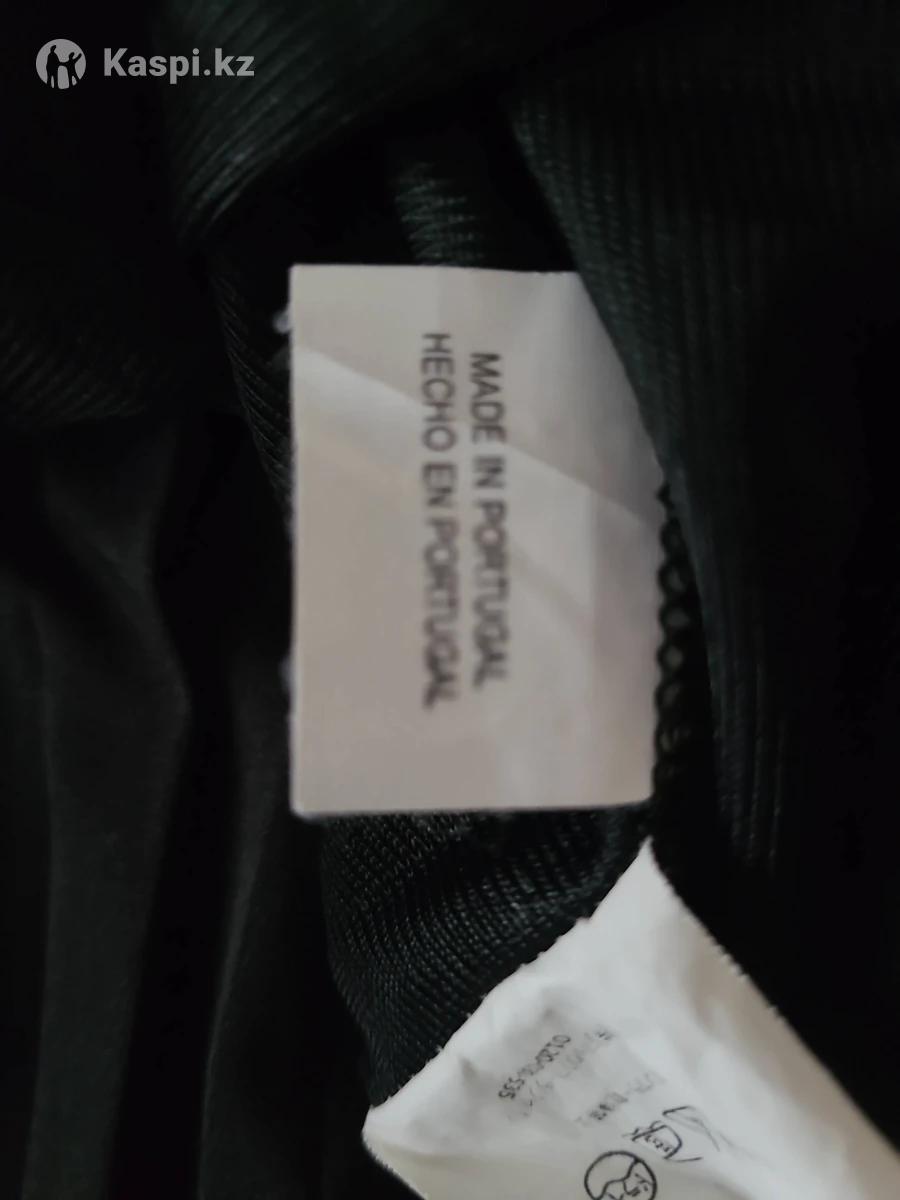 Kaspi.kz
MADE IN PORTUGAL
HECHO EN PORTUGAL